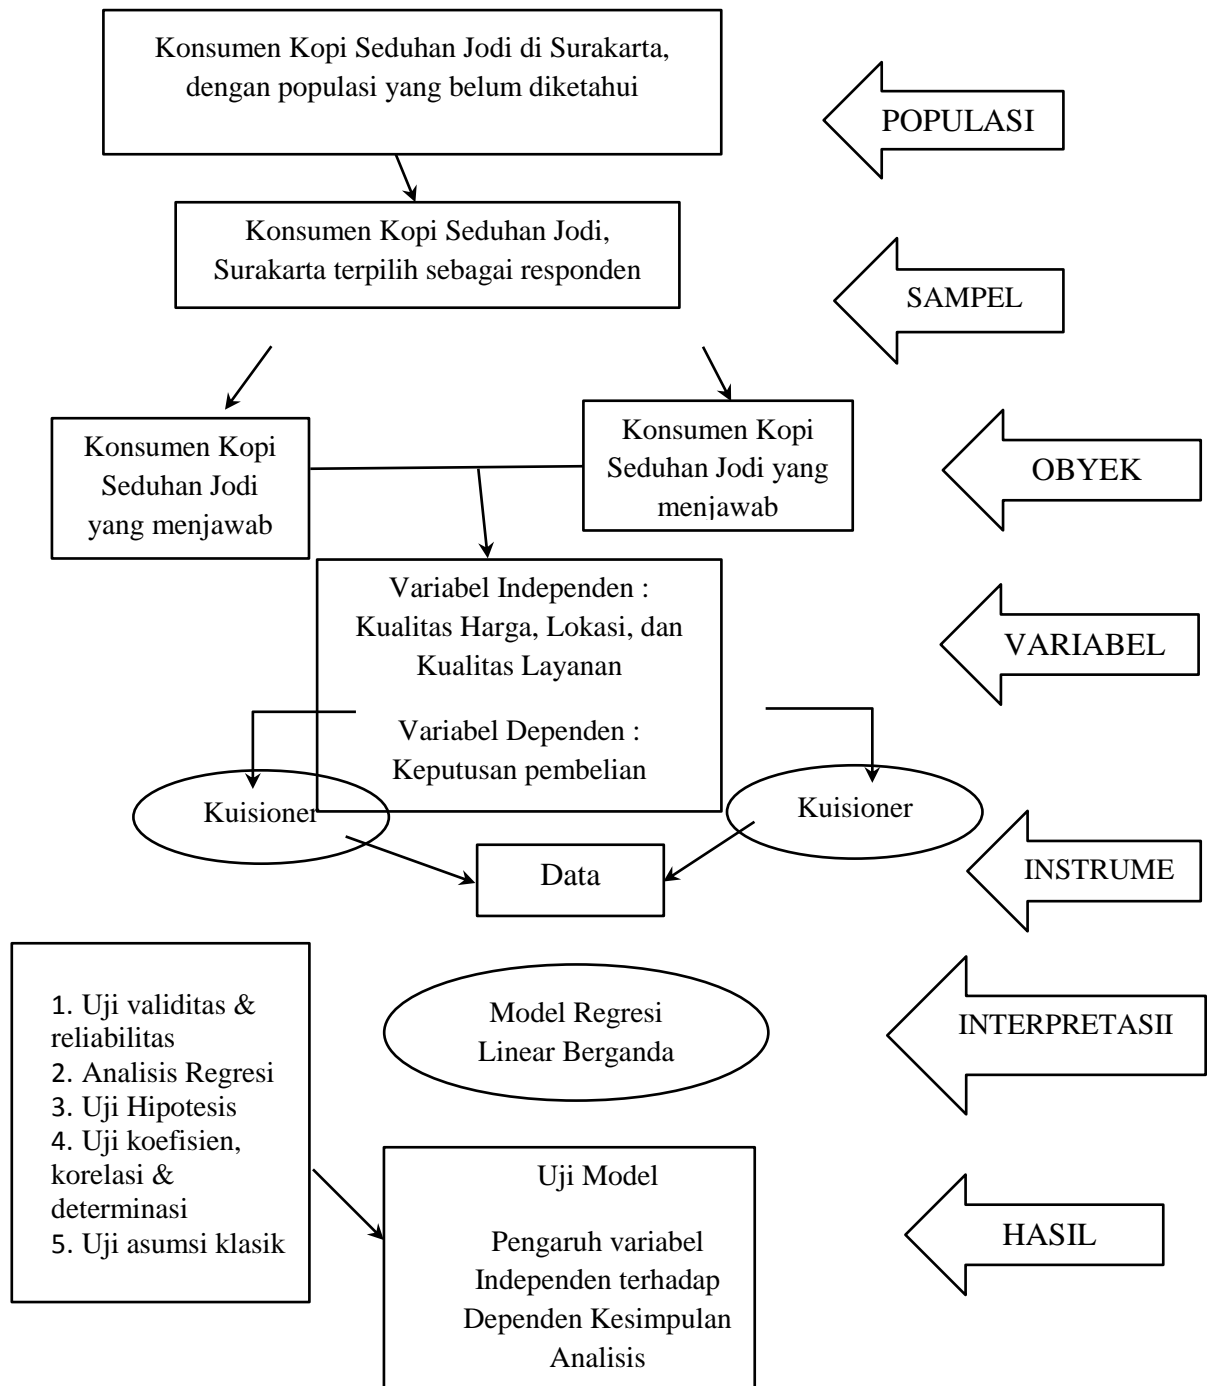 Konsumen Kopi Seduhan Jodi di Surakarta,
dengan populasi yang belum diketahui
POPULASI
Konsumen Kopi Seduhan Jodi,
Surakarta terpilih sebagai responden
SAMPEL
Konsumen Kopi
Seduhan Jodi
yang menjawab
Konsumen Kopi
Seduhan Jodi yang
menjawab
OBYEK
Variabel Independen :
Kualitas Harga, Lokasi, dan
Kualitas Layanan
Variabel Dependen :
Keputusan pembelian
VARIABEL
Kuisioner
Kuisioner
Data
INSTRUME
1. Uji validitas &
reliabilitas
2. Analisis Regresi
3. Uji Hipotesis
4. Uji koefisien,
korelasi &
determinasi
5. Uji asumsi klasik
Model Regresi
Linear Berganda
INTERPRETASII
Uji Model
Pengaruh variabel
Independen terhadap
Dependen Kesimpulan
Analisis
HASIL